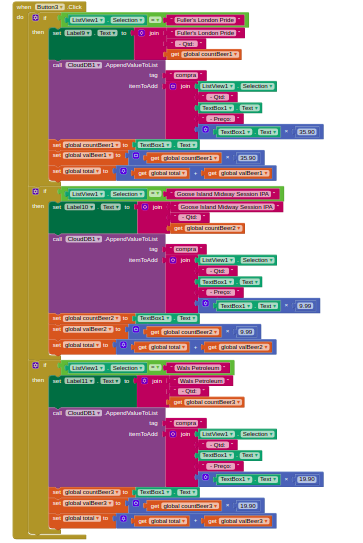 when Button3 .Click
do if ListView1 . Selection = " Fuller's London Pride "
then set Label9 . Text to join " Fuller's London Pride "
" - Qtd: "
get global countBeer1
call CloudDB1 .AppendValueToList
tag " compra "
itemToAdd join ListView1 . Selection
" - Qtd: "
TextBox1 . Text
" - Preço: "
TextBox1 . Text × 35.90
set global countBeer1 to TextBox1 . Text
set global valBeer1 to get global countBeer1 × 35.90
set global total to get global total + get global valBeer1
if ListView1 . Selection = " Goose Island Midway Session IPA "
then set Label10 . Text to join " Goose Island Midway Session IPA "
" - Qtd: "
get global countBeer2
call CloudDB1 .AppendValueToList
tag " compra "
itemToAdd join ListView1 . Selection
" - Qtd: "
TextBox1 . Text
" - Preço: "
TextBox1 . Text × 9.99
set global countBeer2 to TextBox1 . Text
set global valBeer2 to get global countBeer2 × 9.98
set global total to get global total + get global valBeer2
if ListView1 . Selection = " Wals Petroleum "
then set Label11 . Text to join " Wals Petroleum "
" - Qtd: "
get global countBeer3
call CloudDB1 .AppendValueToList
tag " compra "
itemToAdd join ListView1 . Selection
" - Qtd: "
TextBox1 . Text
" - Preço: "
TextBox1 . Text × 19.90
set global countBeer3 to TextBox1 . Text
set global valBeer3 to get global countBeer3 × 19.90
set global total to get global total + get global valBeer3